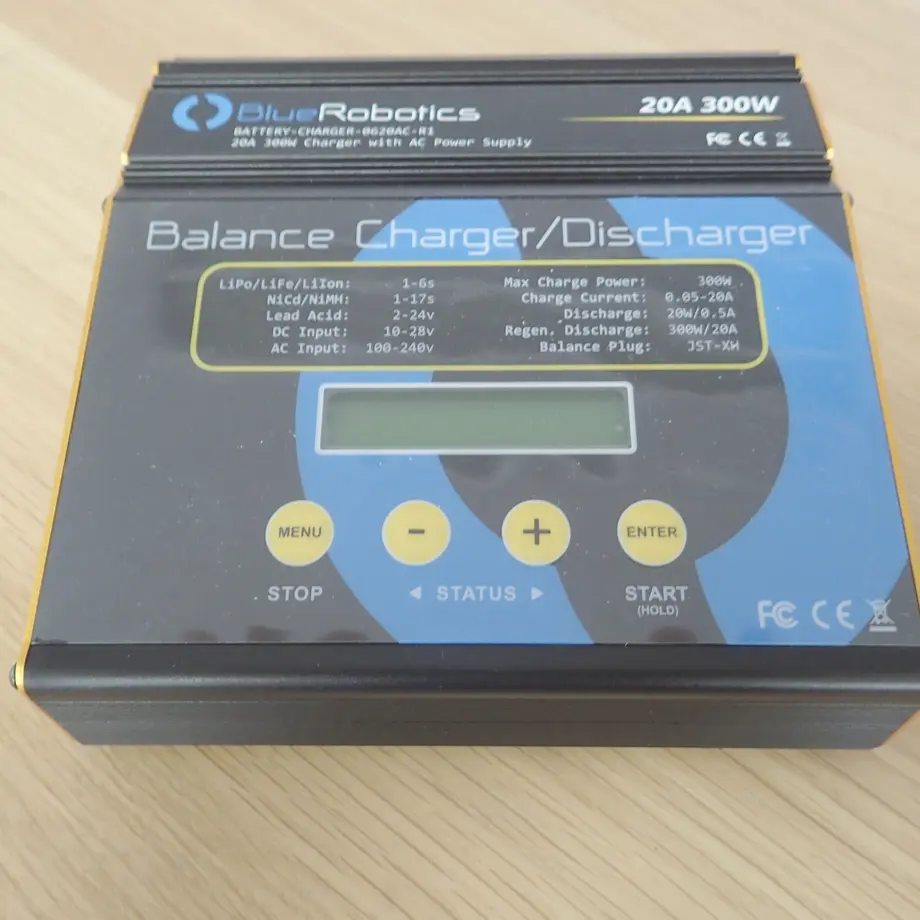 BlueRobotics
BATTERY-CHARGER-0620AC-R1
20A 300W Charger with AC Power Supply
20A 300W
FC CE
Balance Charger/Discharger
LiPo/LiFe/LiIon: 1-6s
NiCd/NiMH: 1-17s
Lead Acid: 2-24v
DC Input: 10-28v
AC Input: 100-240v
Max Charge Power: 300W
Charge Current: 0.05-20A
Discharge: 20W/0.5A
Regen. Discharge: 300W/20A
Balance Plug: JST-XH
MENU
-
+
ENTER
STOP
◄ STATUS ►
START
(HOLD)
FC CE